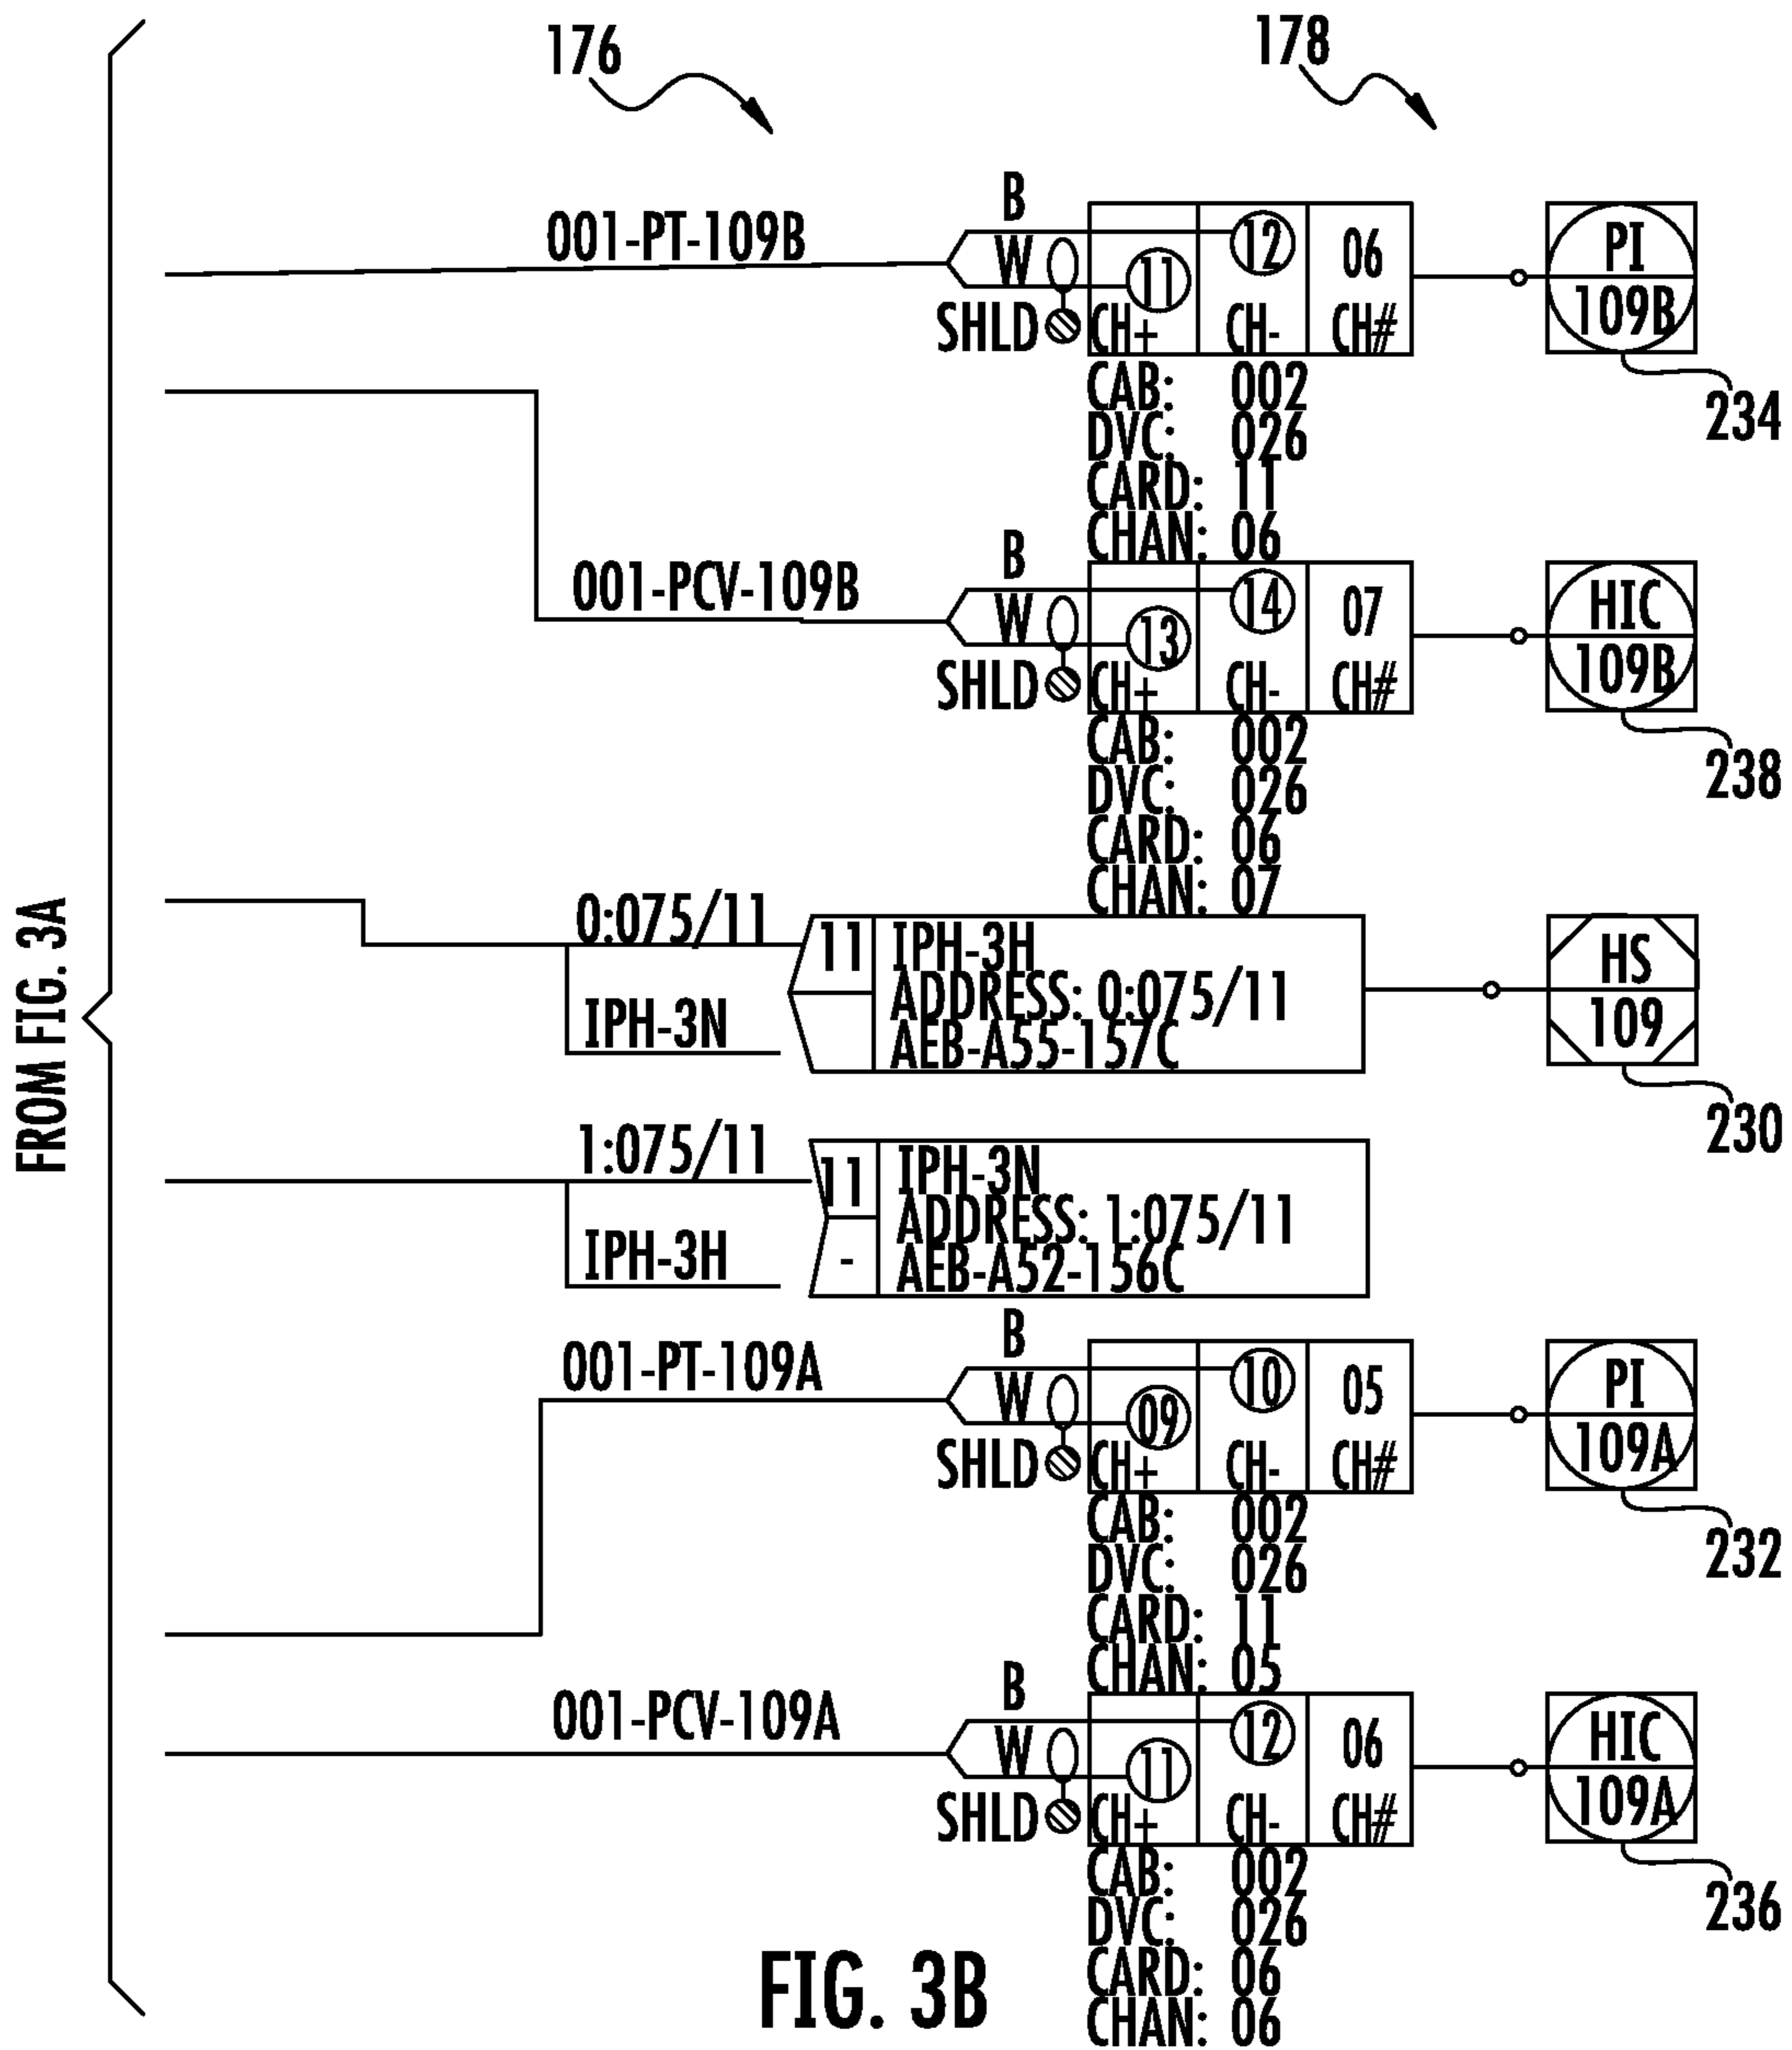 176
178
FROM FIG. 3A
001-PT-109B
B
W
SHLD
11
12
06
CH+
CH-
CH#
CAB: 002
DVC: 026
CARD: 11
CHAN: 06
PI
109B
234
001-PCV-109B
B
W
SHLD
13
14
07
CH+
CH-
CH#
CAB: 002
DVC: 026
CARD: 06
CHAN: 07
HIC
109B
238
0:075/11
IPH-3N
11
IPH-3H
ADDRESS: 0:075/11
AEB-A55-157C
HS
109
230
1:075/11
IPH-3H
11
-
IPH-3N
ADDRESS: 1:075/11
AEB-A52-156C
001-PT-109A
B
W
SHLD
09
10
05
CH+
CH-
CH#
CAB: 002
DVC: 026
CARD: 11
CHAN: 05
PI
109A
232
001-PCV-109A
B
W
SHLD
11
12
06
CH+
CH-
CH#
CAB: 002
DVC: 026
CARD: 06
CHAN: 06
HIC
109A
236
FIG. 3B